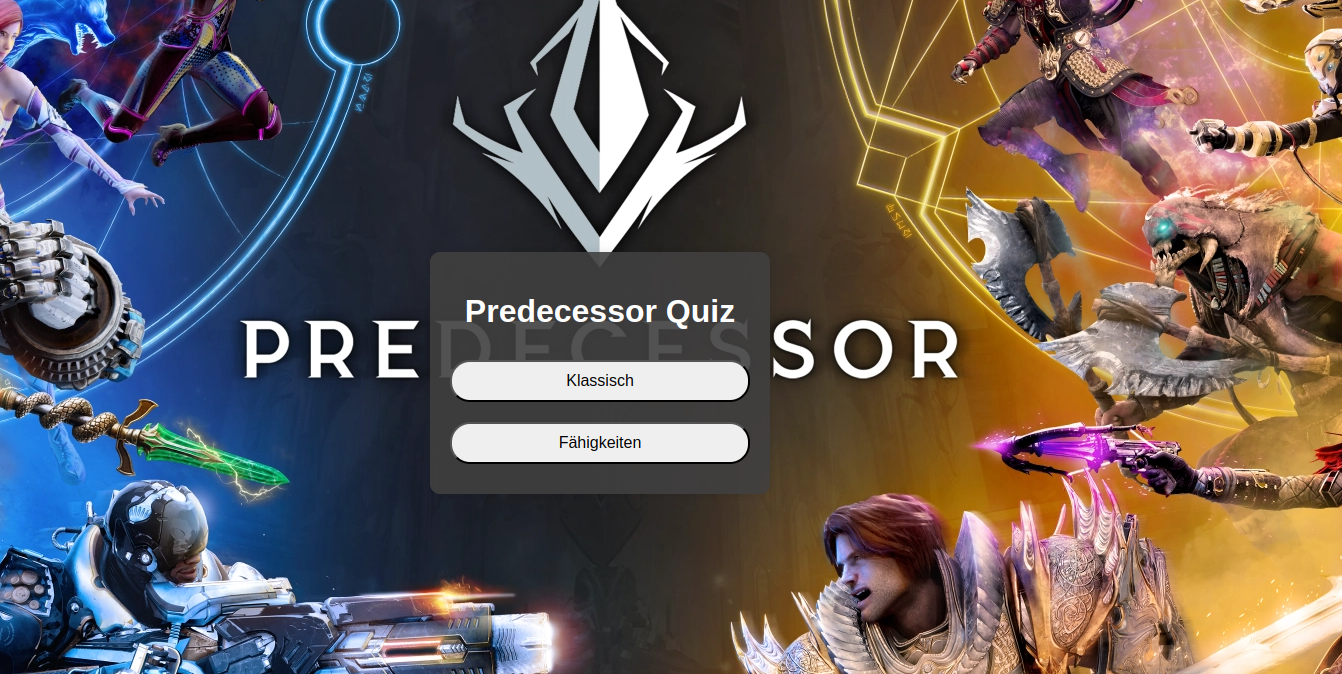 Predecessor Quiz
PREDECESSOR
Klassisch
Fähigkeiten